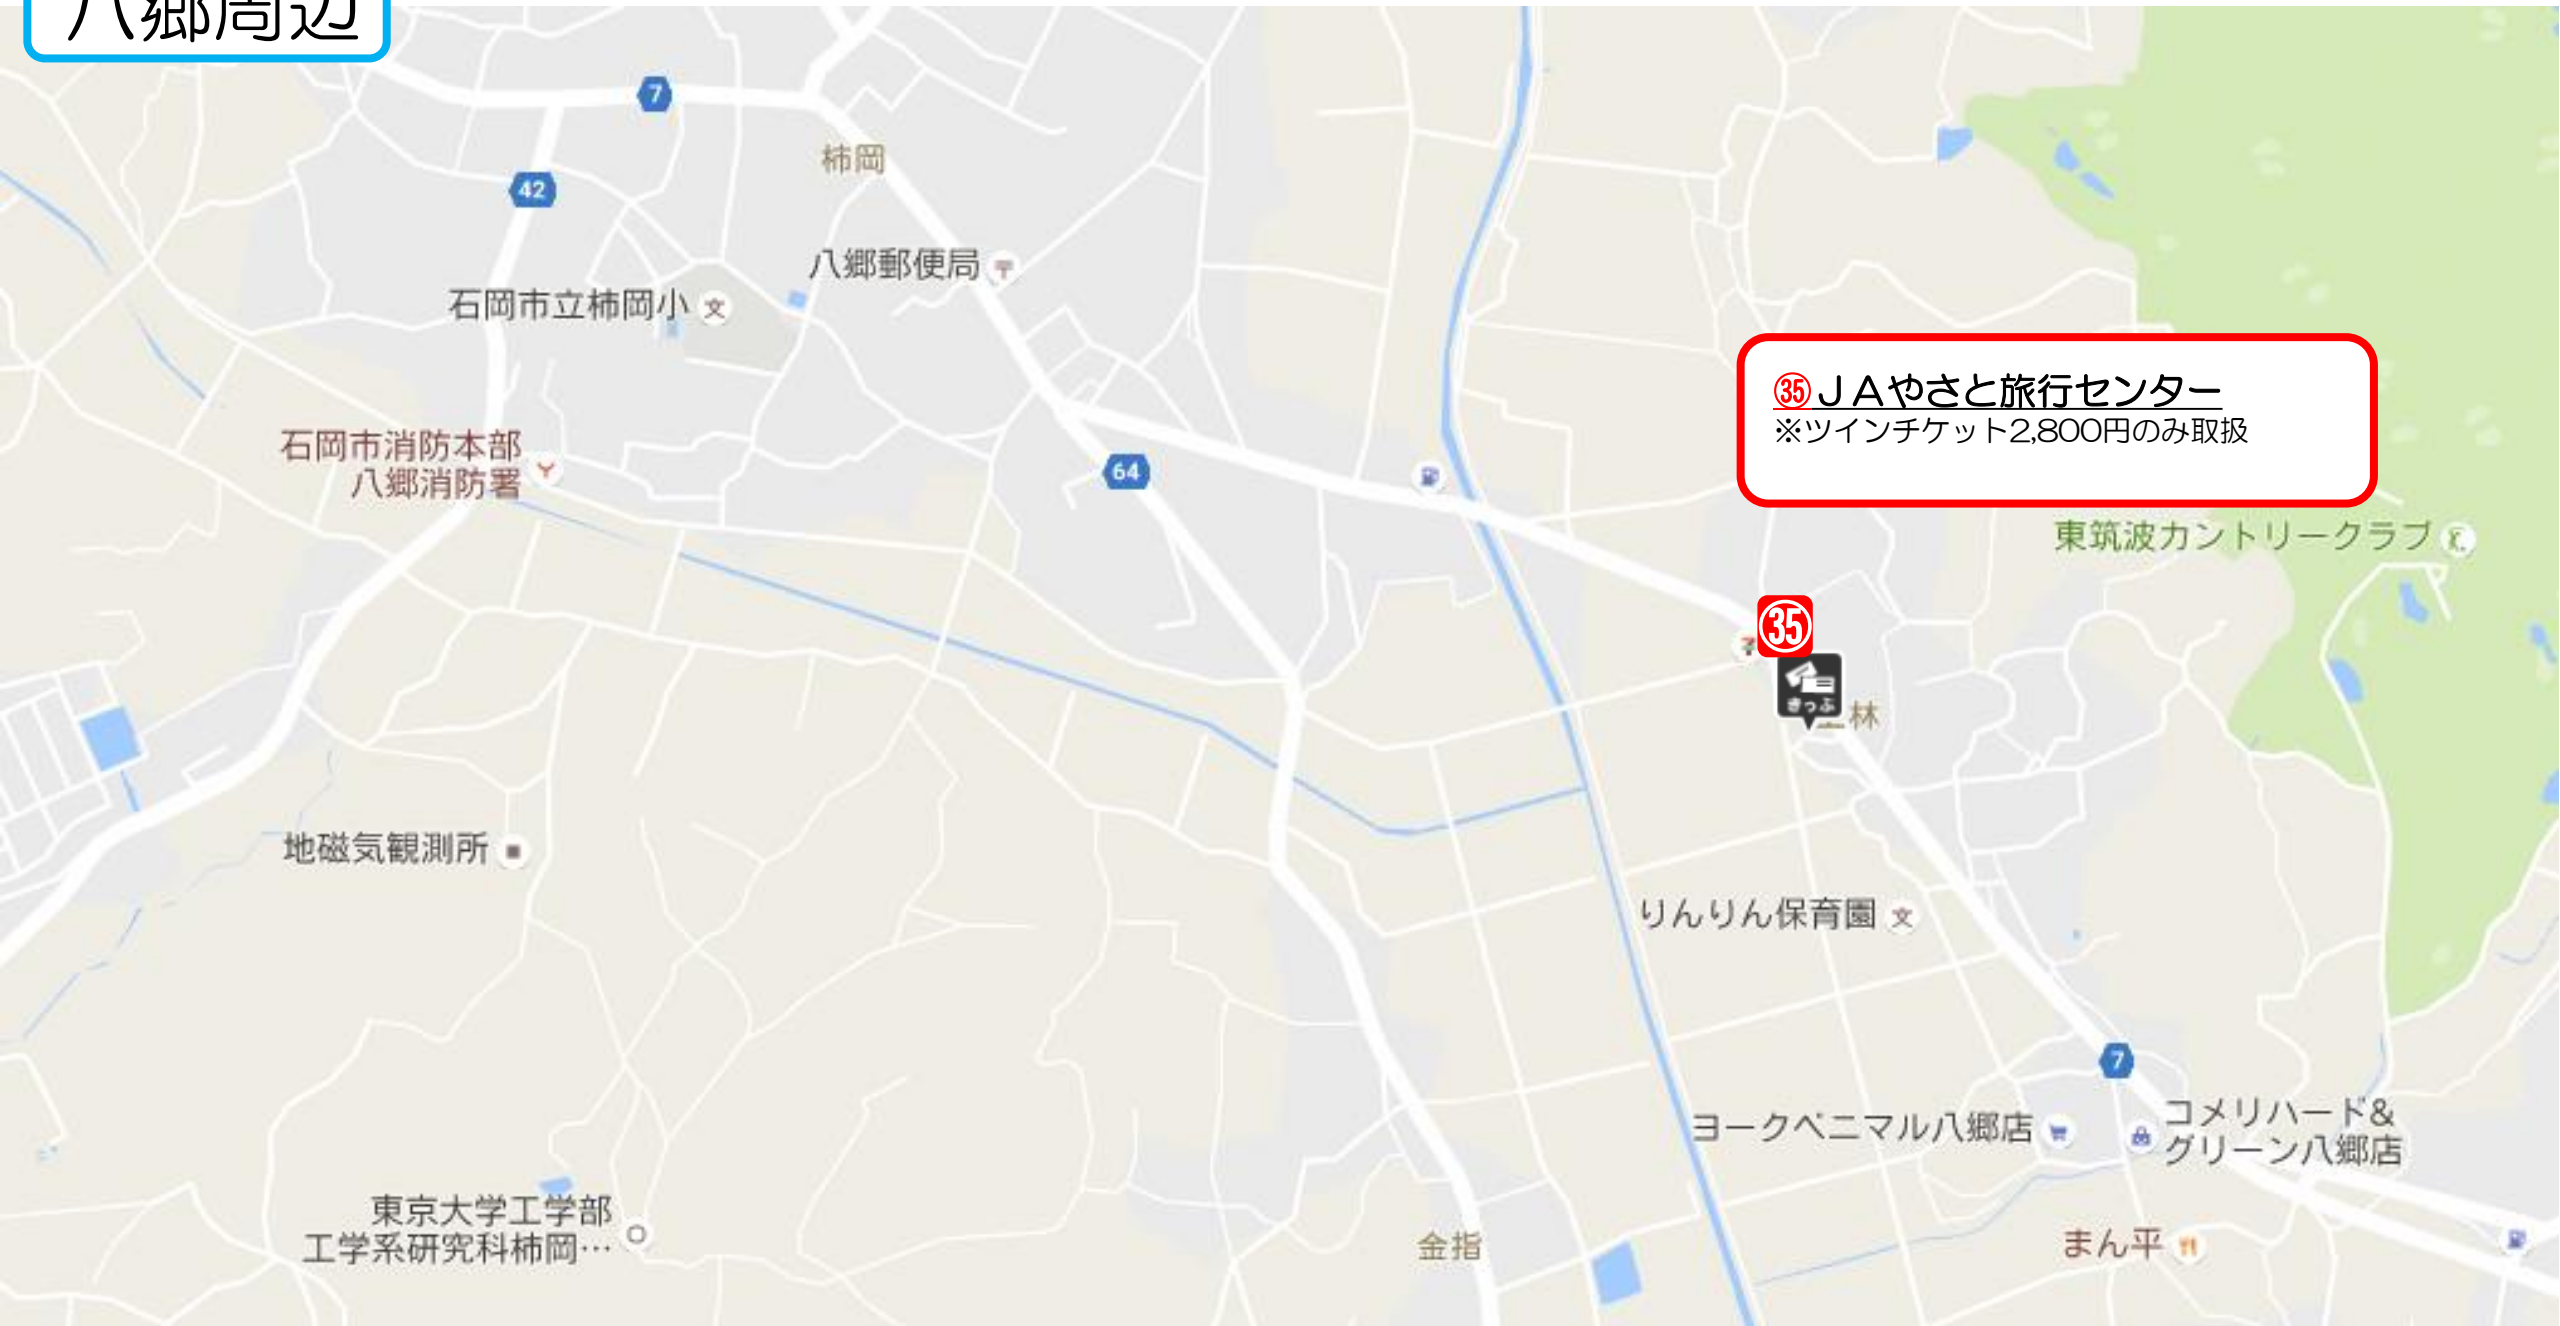 八郷周辺
7
柿岡
42
八郷郵便局
石岡市立柿岡小
文
㉟ＪＡやさと旅行センター
※ツインチケット2,800円のみ取扱
石岡市消防本部
八郷消防署
64
東筑波カントリークラブ
㉟
きっぷ
林
地磁気観測所
りんりん保育園
文
7
ヨークベニマル八郷店
コメリハード&
グリーン八郷店
東京大学工学部
工学系研究科柿岡…
金指
まん平